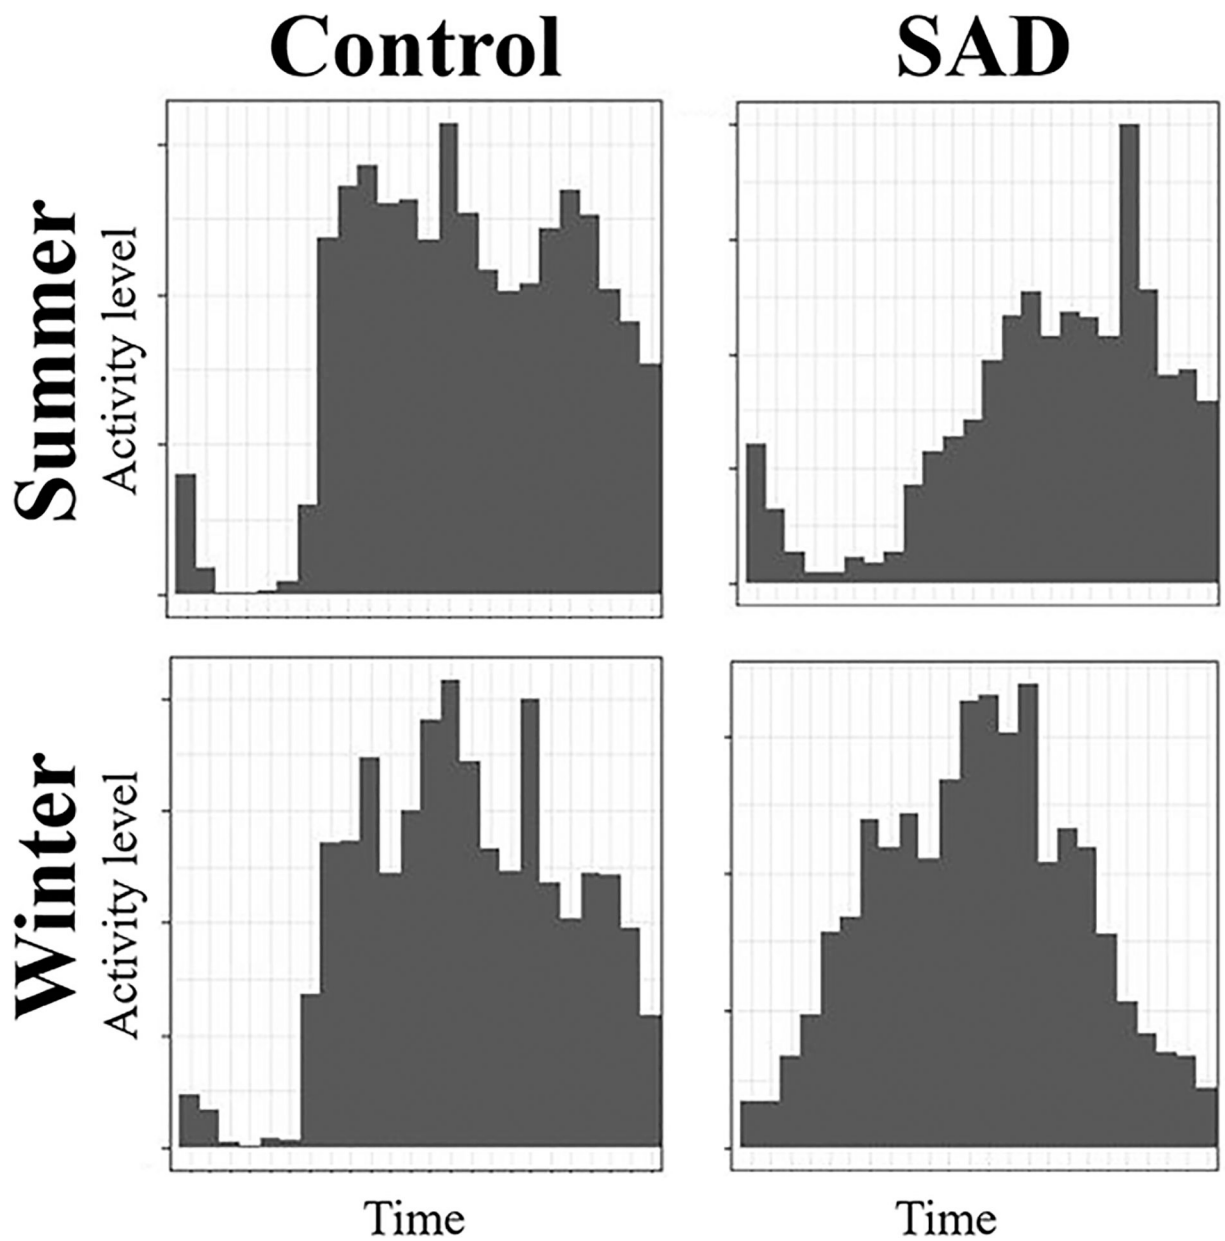 Control
SAD
Summer
Activity level
Winter
Activity level
Time
Time